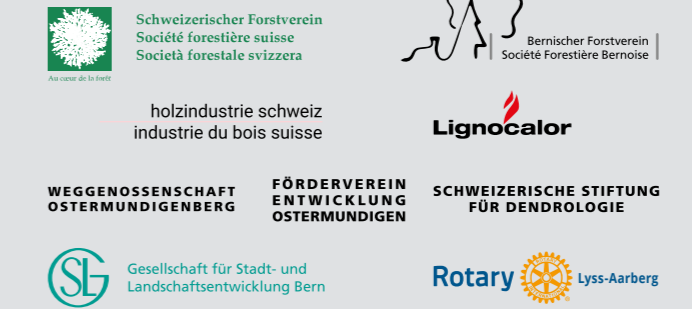 Schweizerischer Forstverein
Société forestière suisse
Società forestale svizzera
Au cœur de la forêt
Bernischer Forstverein
Société Forestière Bernoise
holzindustrie schweiz
industrie du bois suisse
Lignocalor
WEGGENOSSENSCHAFT
OSTERMUNDIGENBERG
FÖRDERVEREIN
ENTWICKLUNG
OSTERMUNDIGEN
SCHWEIZERISCHE STIFTUNG
FÜR DENDROLOGIE
GSL
Gesellschaft für Stadt- und
Landschaftsentwicklung Bern
Rotary
Lyss-Aarberg